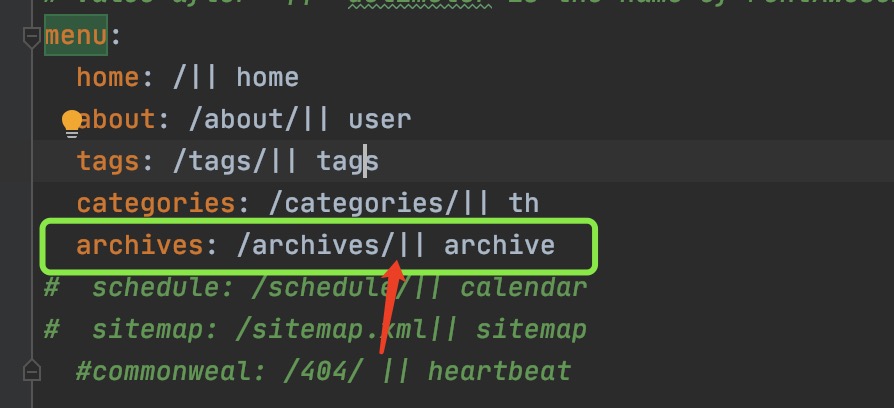 menu:
home: /|| home
about: /about/|| user
tags: /tags/|| tags
categories: /categories/|| th
archives: /archives/|| archive
#  schedule: /schedule/|| calendar
#  sitemap: /sitemap.xml|| sitemap
#commonweal: /404/ || heartbeat